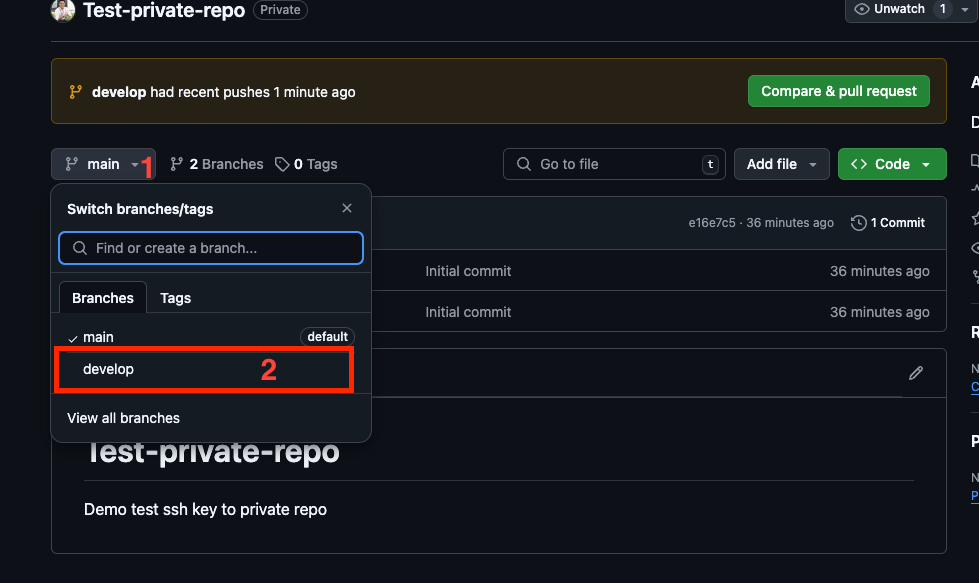 Test-private-repo Private
Unwatch 1
develop had recent pushes 1 minute ago
Compare & pull request
main 1
2 Branches 0 Tags
Go to file t
Add file
<> Code
Switch branches/tags
Find or create a branch...
Branches Tags
main default
develop 2
View all branches
e16e7c5 · 36 minutes ago 1 Commit
Initial commit 36 minutes ago
Initial commit 36 minutes ago
Test-private-repo
Demo test ssh key to private repo